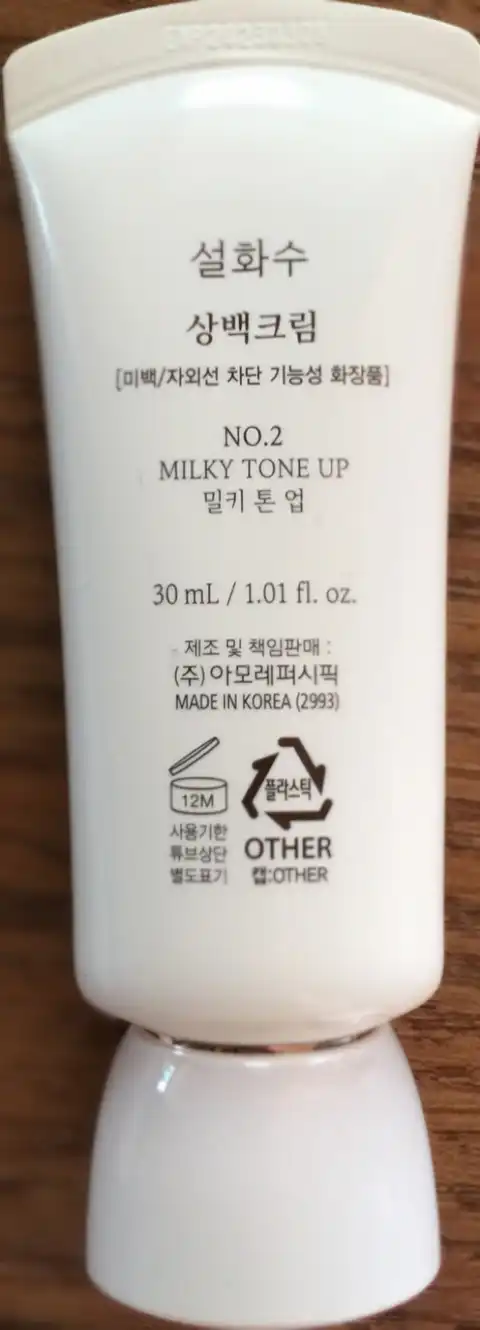 설화수
상백크림
[미백/자외선 차단 기능성 화장품]
NO.2
MILKY TONE UP
밀키 톤 업
30 mL / 1.01 fl. oz.
제조 및 책임판매 :
(주)아모레퍼시픽
MADE IN KOREA (2993)
12M
사용기한
튜브상단
별도표기
플라스틱
OTHER
캡:OTHER